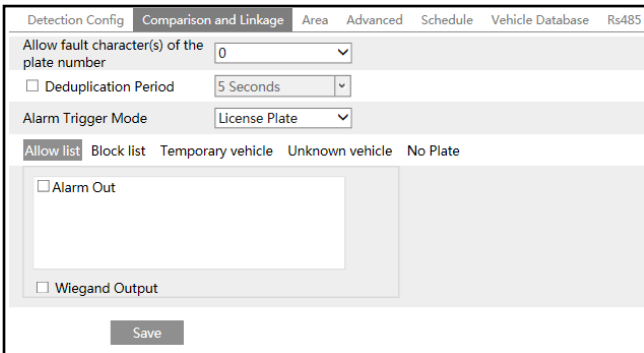 Detection Config Comparison and Linkage Area Advanced Schedule Vehicle Database Rs485
Allow fault character(s) of the
plate number
0
Deduplication Period 5 Seconds
Alarm Trigger Mode License Plate
Allow list Block list Temporary vehicle Unknown vehicle No Plate
Alarm Out
Wiegand Output
Save